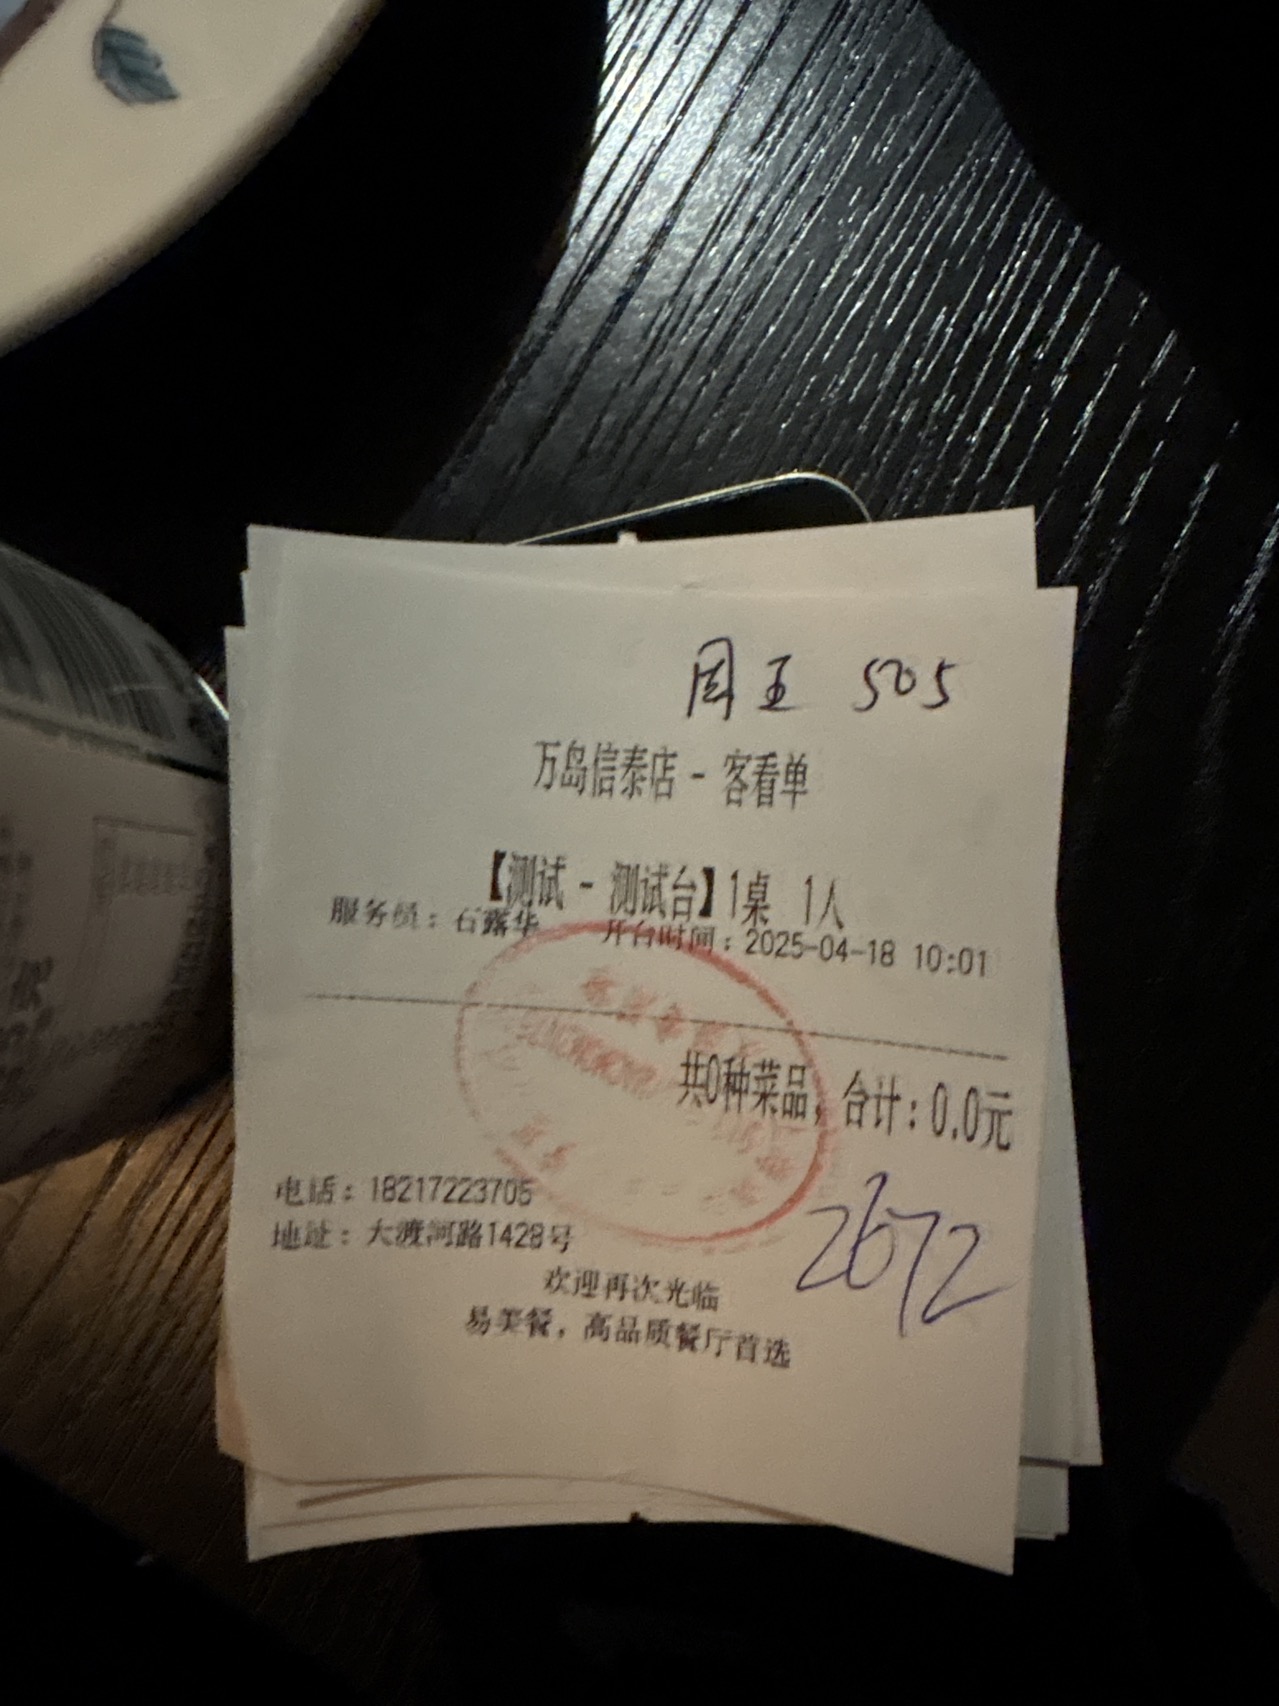 周五 505
万岛信泰店 - 客看单
【测试 - 测试台】1桌 1人
服务员：石露华 开台时间：2025-04-18 10:01
共0种菜品，合计：0.0元
2672
电话：18217223705
地址：大渡河路1428号
欢迎再次光临
易美餐，高品质餐厅首选